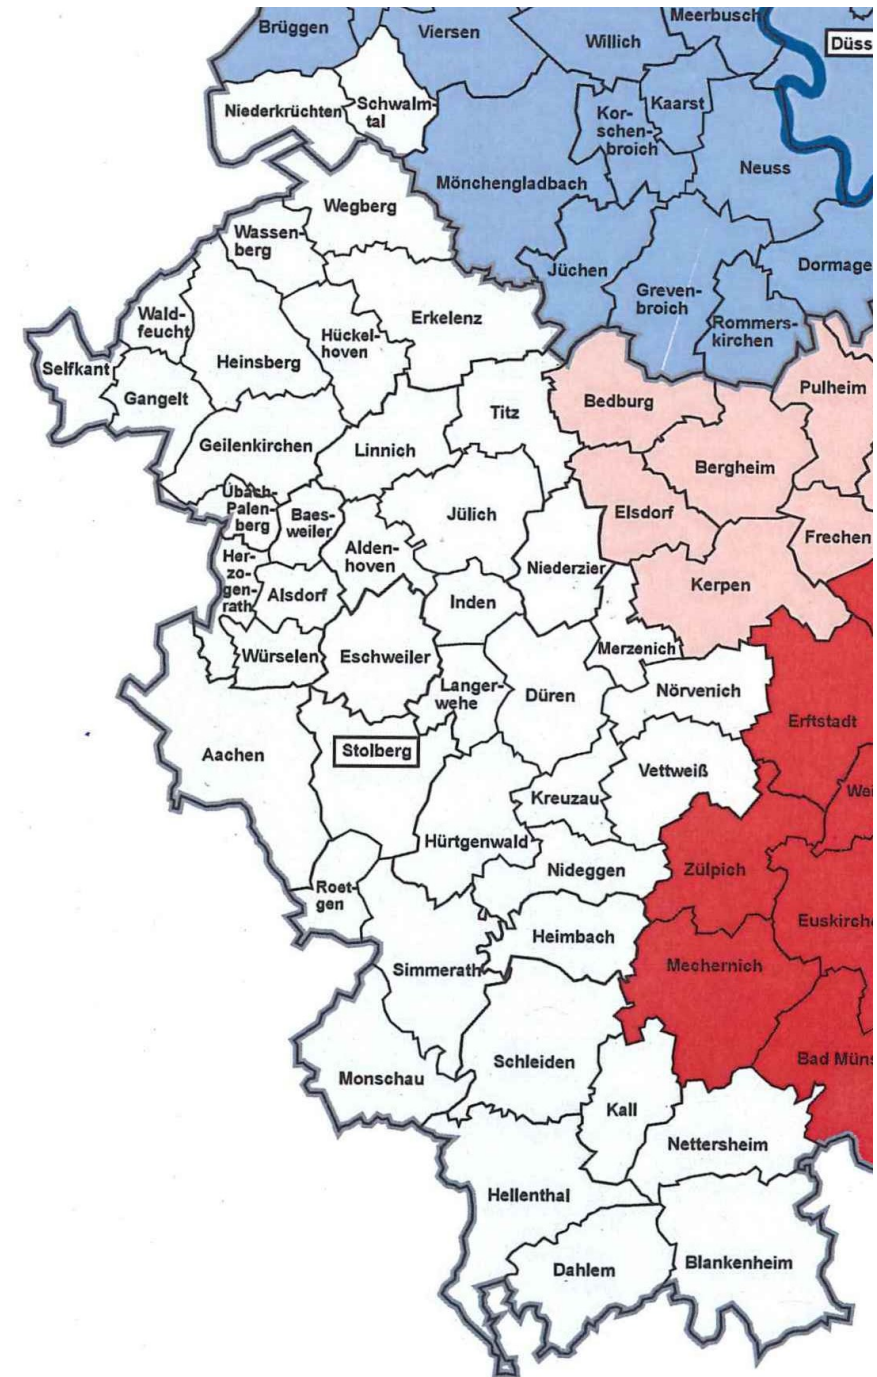 Brüggen
Viersen
Willich
Meerbusch
Düss
Niederkrüchten
Schwalm-
tal
Kor-
schen-
broich
Kaarst
Neuss
Mönchengladbach
Wegberg
Wassen-
berg
Jüchen
Greven-
broich
Dormage
Rommers-
kirchen
Wald-
feucht
Hückel-
hoven
Erkelenz
Selfkant
Heinsberg
Gangelt
Titz
Bedburg
Pulheim
Geilenkirchen
Linnich
Bergheim
Übach-
Palen-
berg
Baes-
weiler
Jülich
Elsdorf
Frechen
Alden-
hoven
Her-
zo-
gen-
rath
Niederzier
Kerpen
Alsdorf
Inden
Würselen
Eschweiler
Merzenich
Langer-
wehe
Düren
Nörvenich
Aachen
Stolberg
Erftstadt
Vettweiß
Kreuzau
Wei
Hürtgenwald
Nideggen
Zülpich
Roet-
gen
Heimbach
Euskirche
Simmerath
Mechernich
Schleiden
Bad Müns
Monschau
Kall
Nettersheim
Hellenthal
Dahlem
Blankenheim